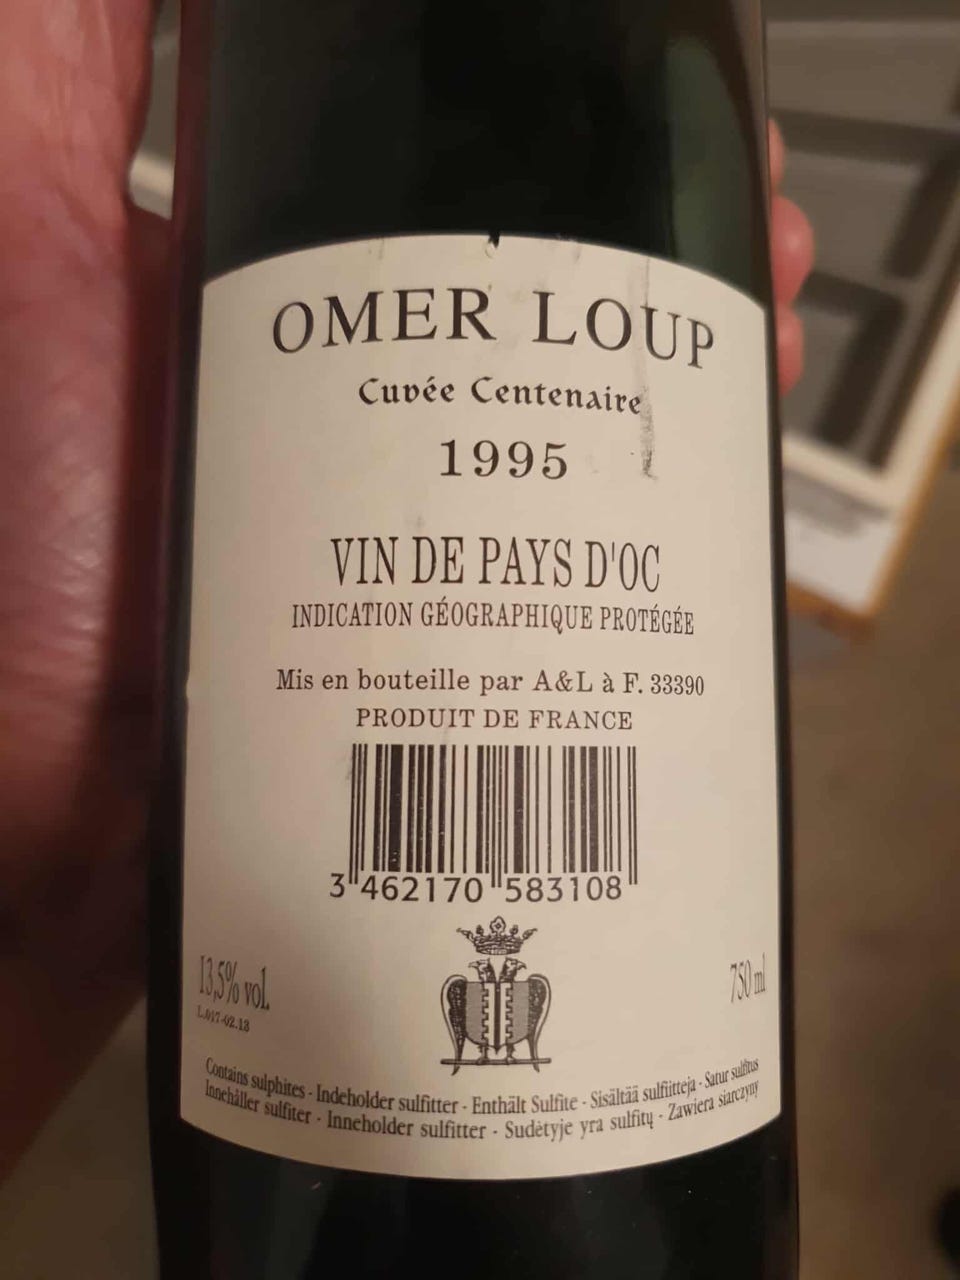 OMER LOUP
Cuvée Centenaire
1995
VIN DE PAYS D'OC
INDICATION GÉOGRAPHIQUE PROTÉGÉE
Mis en bouteille par A&L à F. 33390
PRODUIT DE FRANCE
3 462170 583108
13,5% vol.
750 ml
L.017-02.13
Contains sulphites - Indeholder sulfitter - Enthält Sulfite - Sisältää sulfiitteja - Satur sulfītus
Innehåller sulfiter - Inneholder sulfitter - Sudėtyje yra sulfitų - Zawiera siarczyny